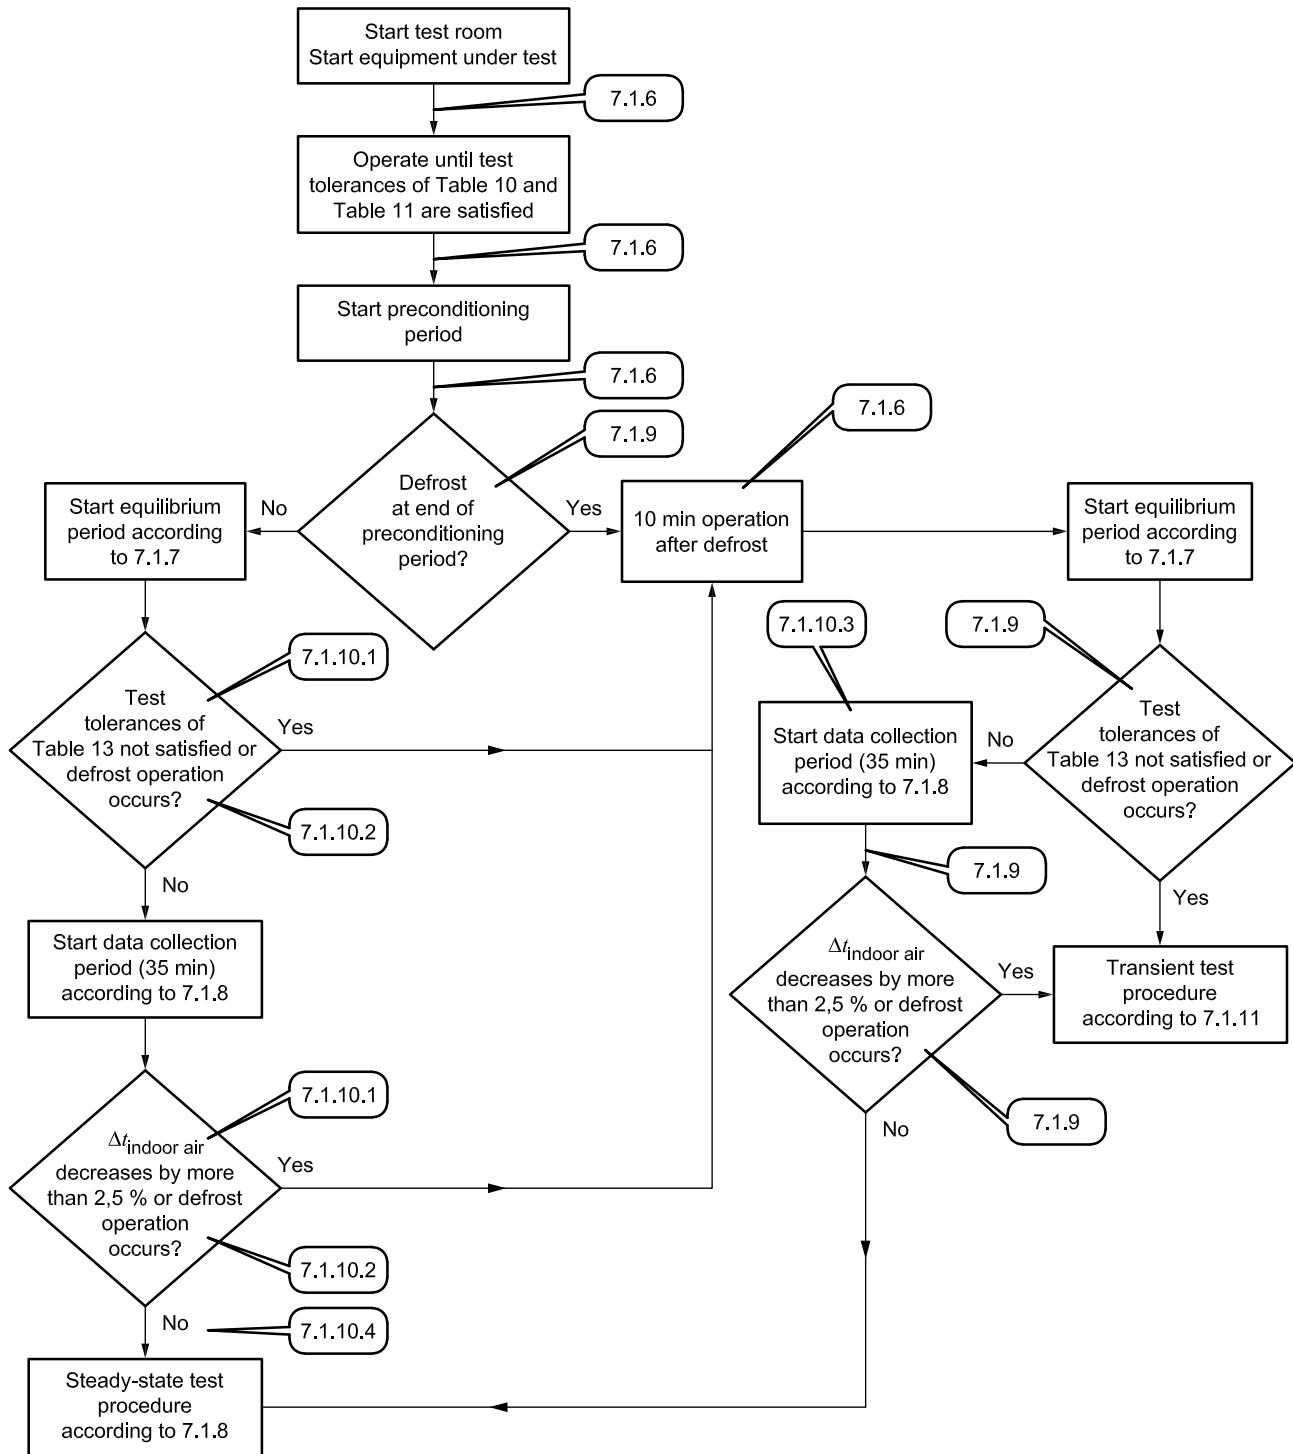 Start test room
Start equipment under test
7.1.6
Operate until test
tolerances of Table 10 and
Table 11 are satisfied
7.1.6
Start preconditioning
period
7.1.6
7.1.9
7.1.6
Defrost
at end of
preconditioning
period?
No
Yes
Start equilibrium
period according
to 7.1.7
10 min operation
after defrost
Start equilibrium
period according
to 7.1.7
7.1.10.1
Test
tolerances of
Table 13 not satisfied or
defrost operation
occurs?
Yes
7.1.10.2
No
7.1.10.3
7.1.9
Test
tolerances of
Table 13 not satisfied or
defrost operation
occurs?
No
Yes
Start data collection
period (35 min)
according to 7.1.8
7.1.9
Start data collection
period (35 min)
according to 7.1.8
Δt indoor air
decreases by more
than 2,5 % or defrost
operation
occurs?
Yes
Transient test
procedure
according to 7.1.11
7.1.9
No
7.1.10.1
Δt indoor air
decreases by more
than 2,5 % or defrost
operation
occurs?
Yes
7.1.10.2
No
7.1.10.4
Steady-state test
procedure
according to 7.1.8